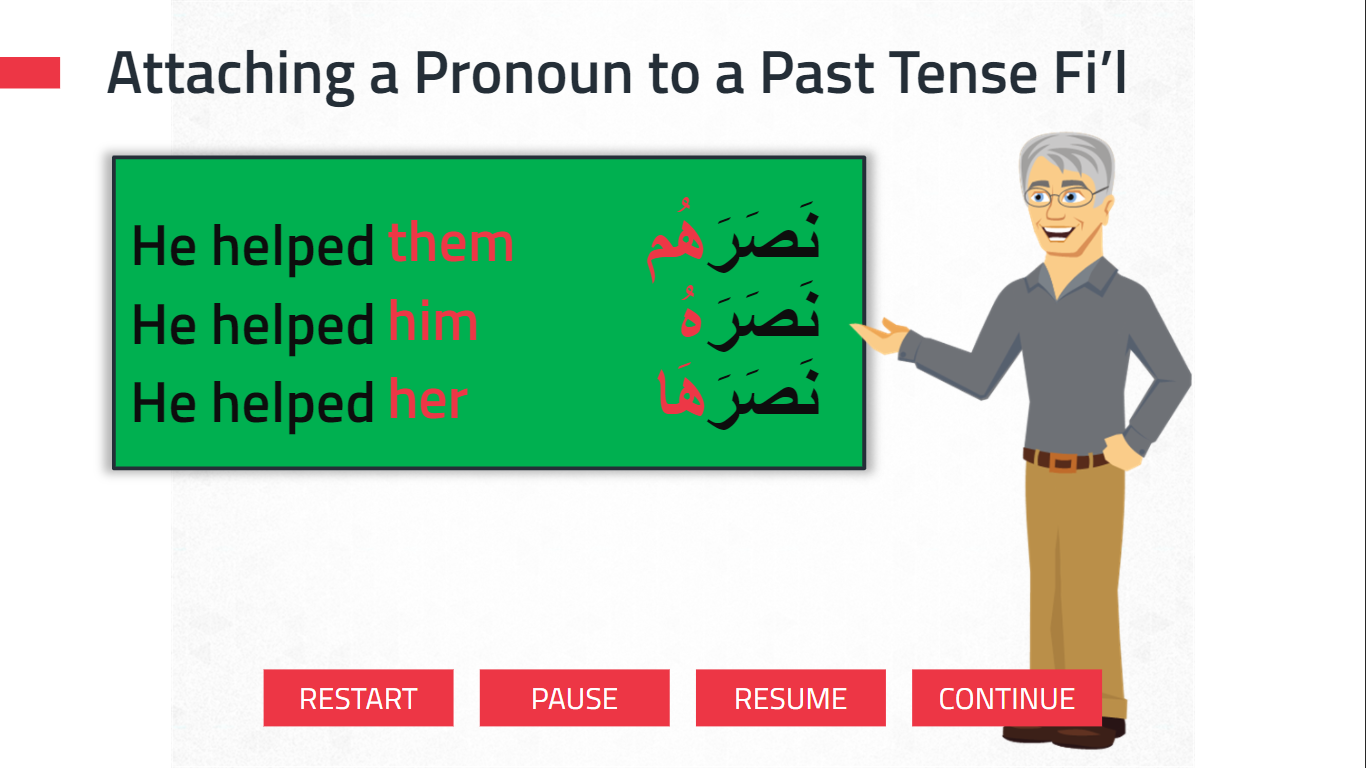 Attaching a Pronoun to a Past Tense Fi’l
He helped them نَصَرَهُم
He helped him نَصَرَهُ
He helped her نَصَرَهَا
RESTART PAUSE RESUME CONTINUE